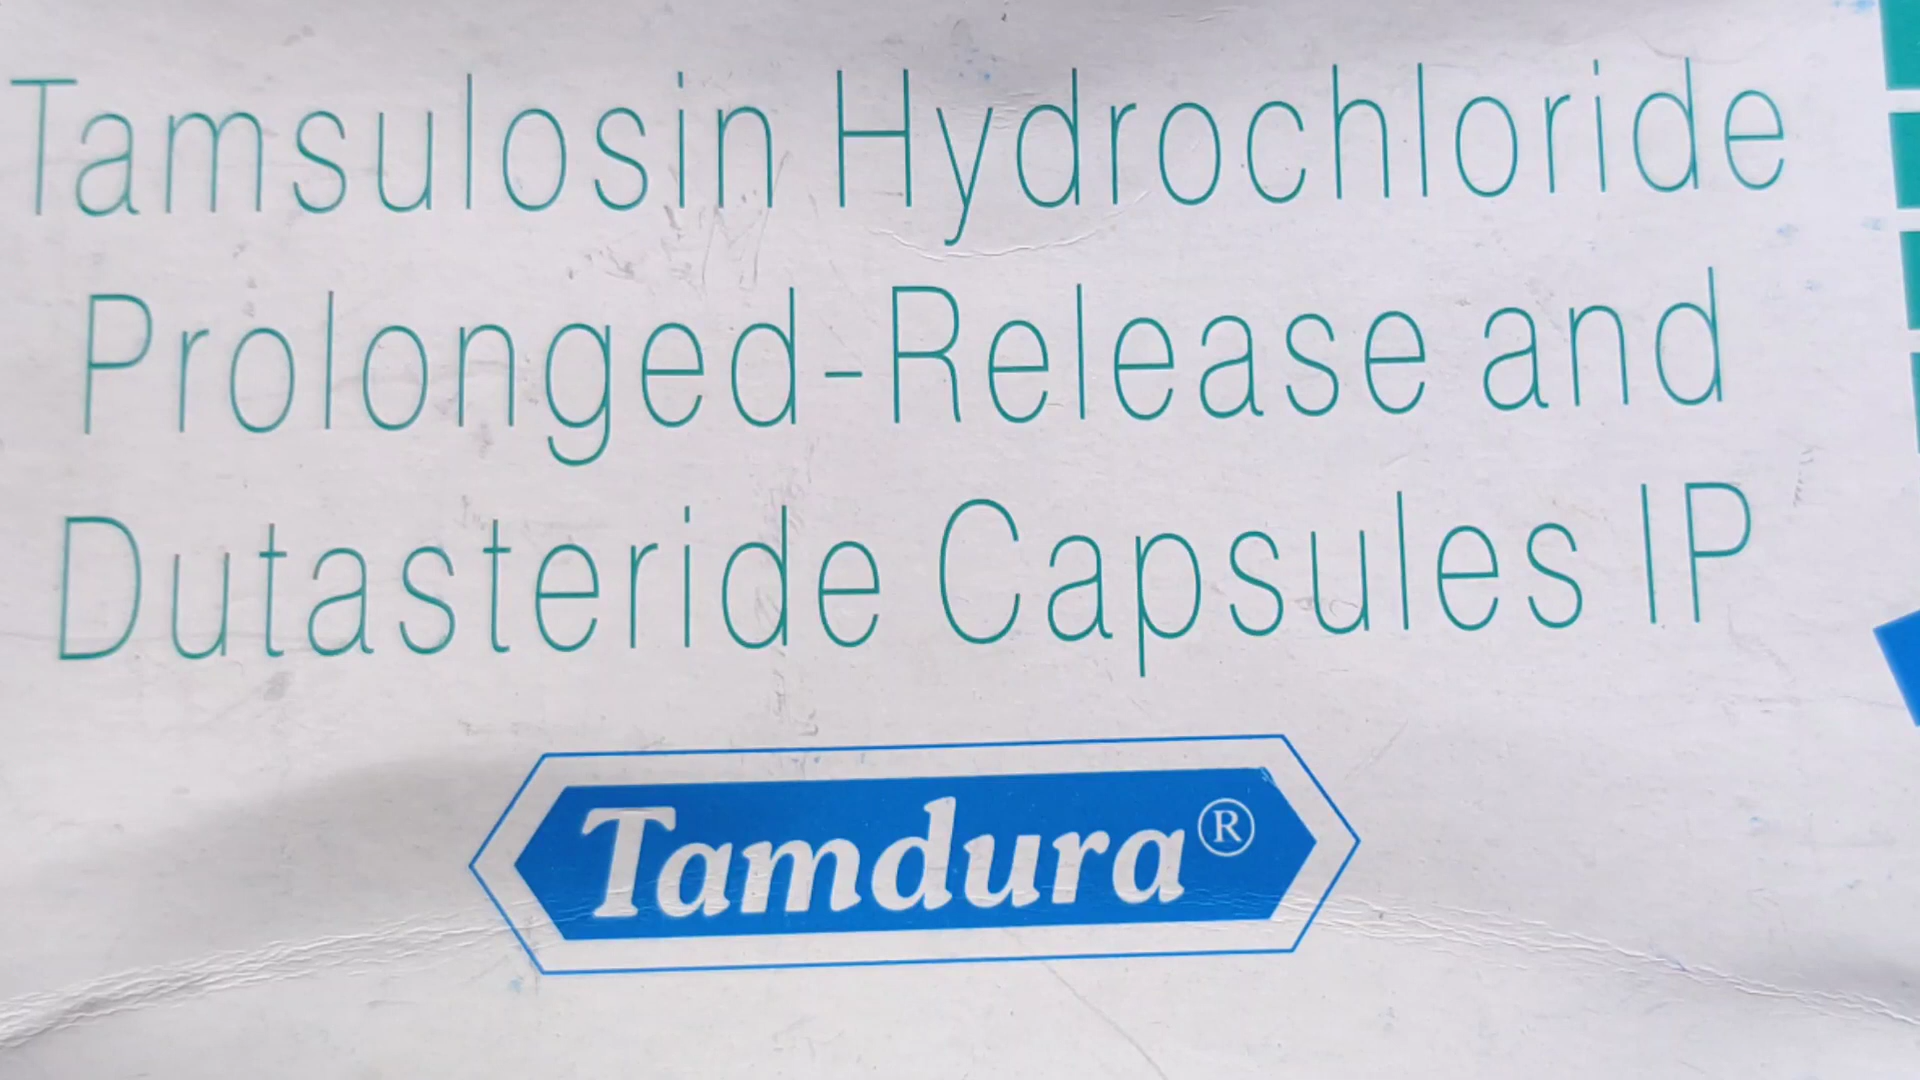 Tamsulosin Hydrochloride
Prolonged-Release and
Dutasteride Capsules IP
Tamdura®